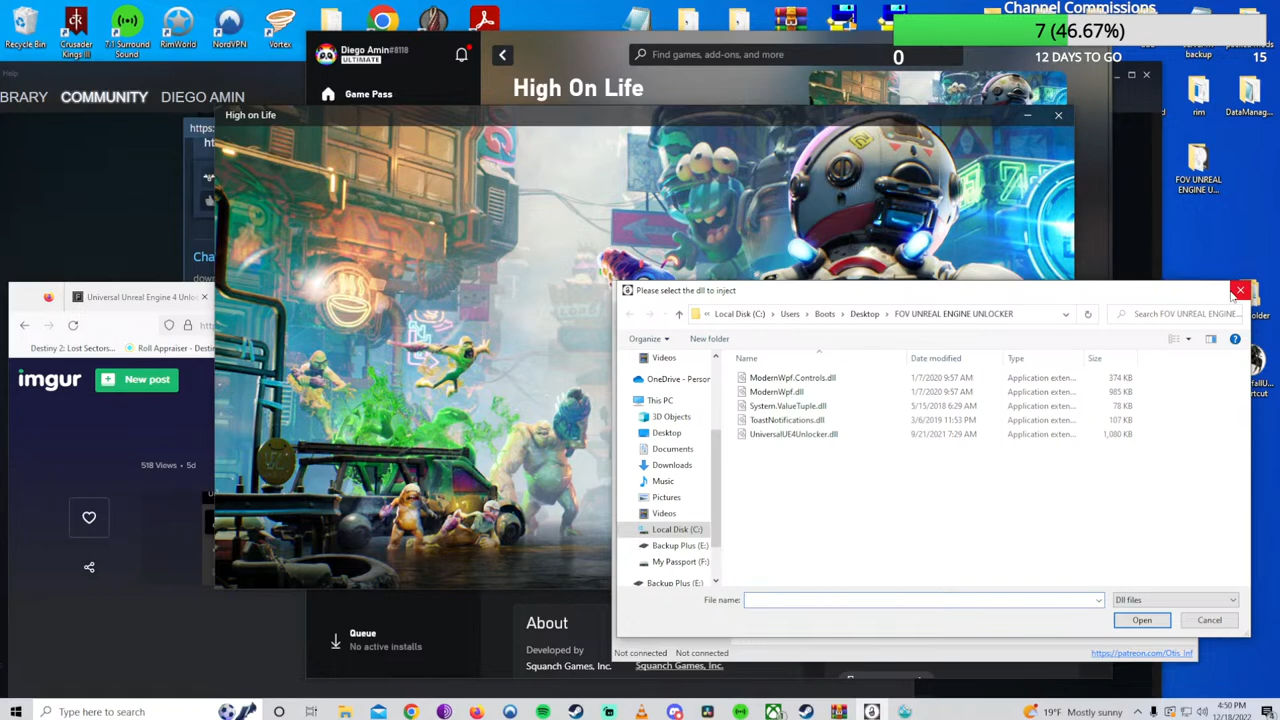 Recycle Bin
Crusader Kings III
7.1 Surround Sound
RimWorld
NordVPN
Vortex
Channel Commissions
7 (46.67%)
0
12 DAYS TO GO
15
backup
rim
DataManag...
FOV UNREAL ENGINE U...
Help
BRARY
COMMUNITY
DIEGO AMIN
Diego Amin#8118
ULTIMATE
Game Pass
Find games, add-ons, and more
High On Life
High on Life
https:
Cha
Universal Unreal Engine 4 Unlo
Destiny 2: Lost Sectors...
Roll Appraiser - Destin
imgur
New post
518 Views • 5d
Please select the dll to inject
Local Disk (C:) › Users › Boots › Desktop › FOV UNREAL ENGINE UNLOCKER
Search FOV UNREAL ENGINE...
Organize
New folder
Name
Date modified
Type
Size
ModernWpf.Controls.dll 1/7/2020 9:57 AM Application exten... 374 KB
ModernWpf.dll 1/7/2020 9:57 AM Application exten... 985 KB
System.ValueTuple.dll 5/15/2018 6:29 AM Application exten... 78 KB
ToastNotifications.dll 3/6/2019 11:53 PM Application exten... 107 KB
UniversalUE4Unlocker.dll 9/21/2021 7:29 AM Application exten... 1,080 KB
Videos
OneDrive - Person
This PC
3D Objects
Desktop
Documents
Downloads
Music
Pictures
Videos
Local Disk (C:)
Backup Plus (E:)
My Passport (F:)
Backup Plus (E:)
File name:
Dll files
Open
Cancel
Not connected
Not connected
https://patreon.com/Otis_Inf
Queue
No active installs
About
Developed by
Squanch Games, Inc.
Squanch Games, Inc.
Type here to search
19°F Mostly sunny
4:50 PM
12/18/2022